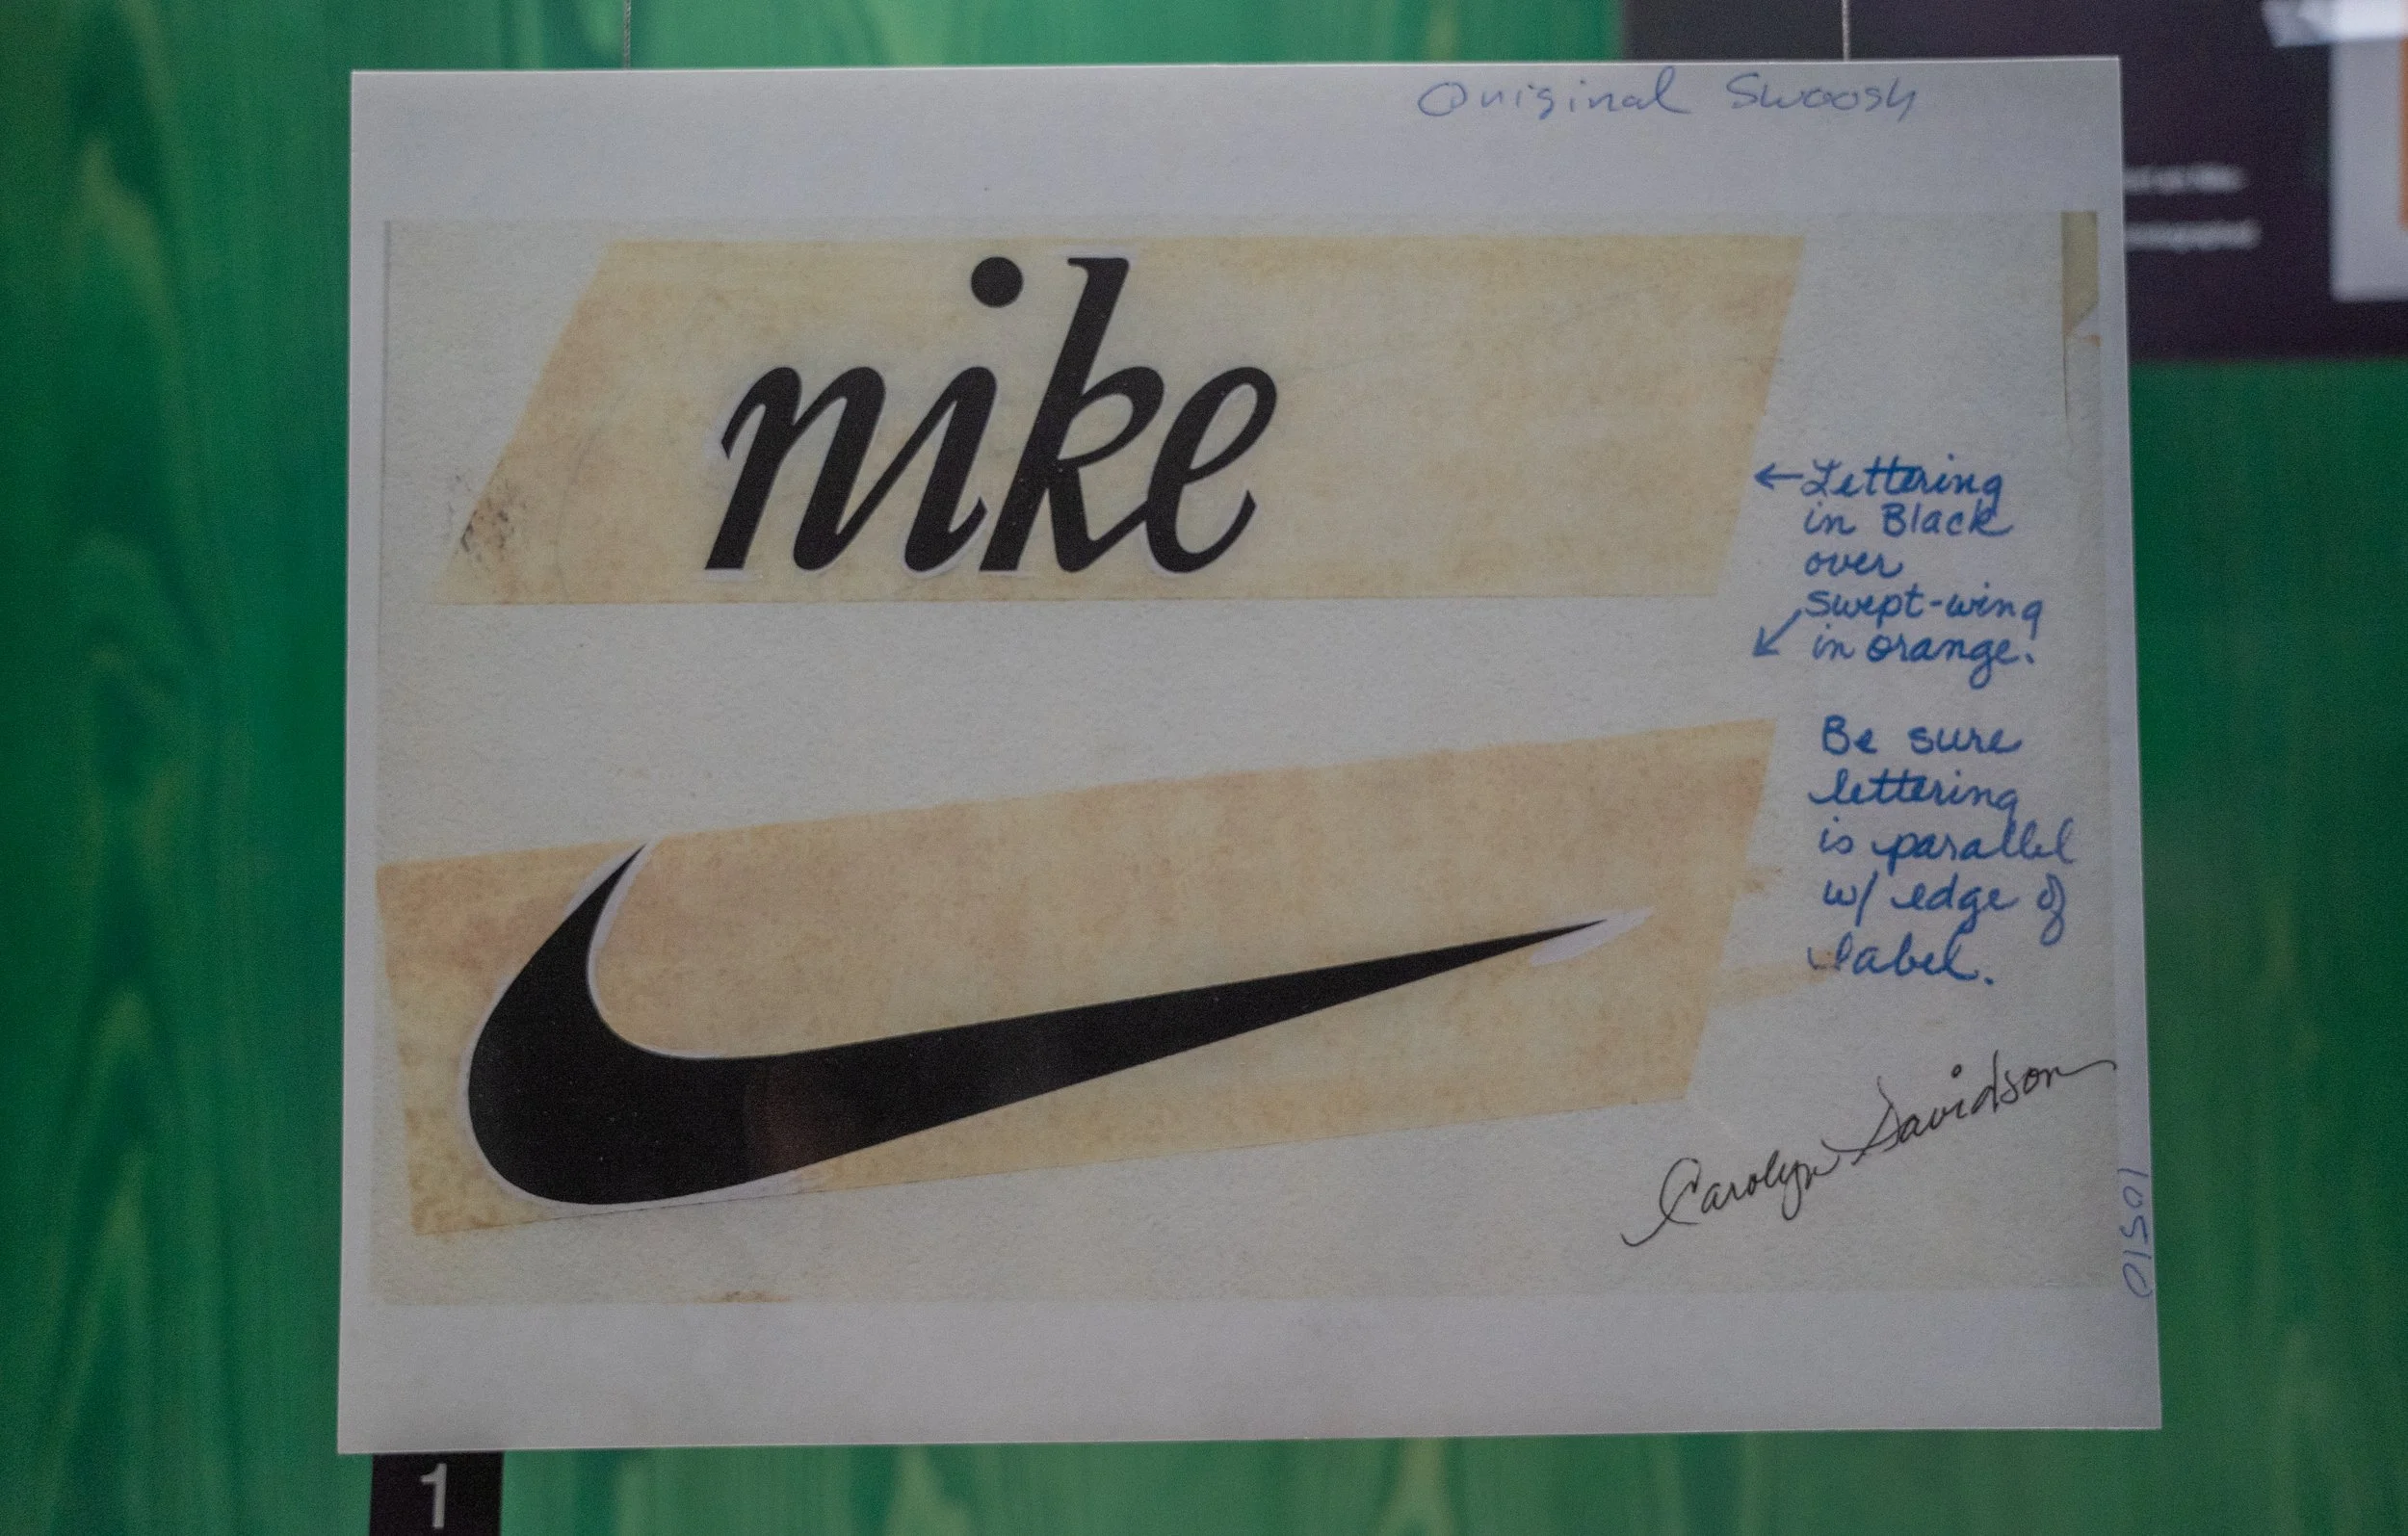 Original Swoosh
nike
← Lettering
in Black
over
swept-wing
↙ in orange.
Be sure
lettering
is parallel
w/ edge of
label.
Carolyn Davidson
01501
1